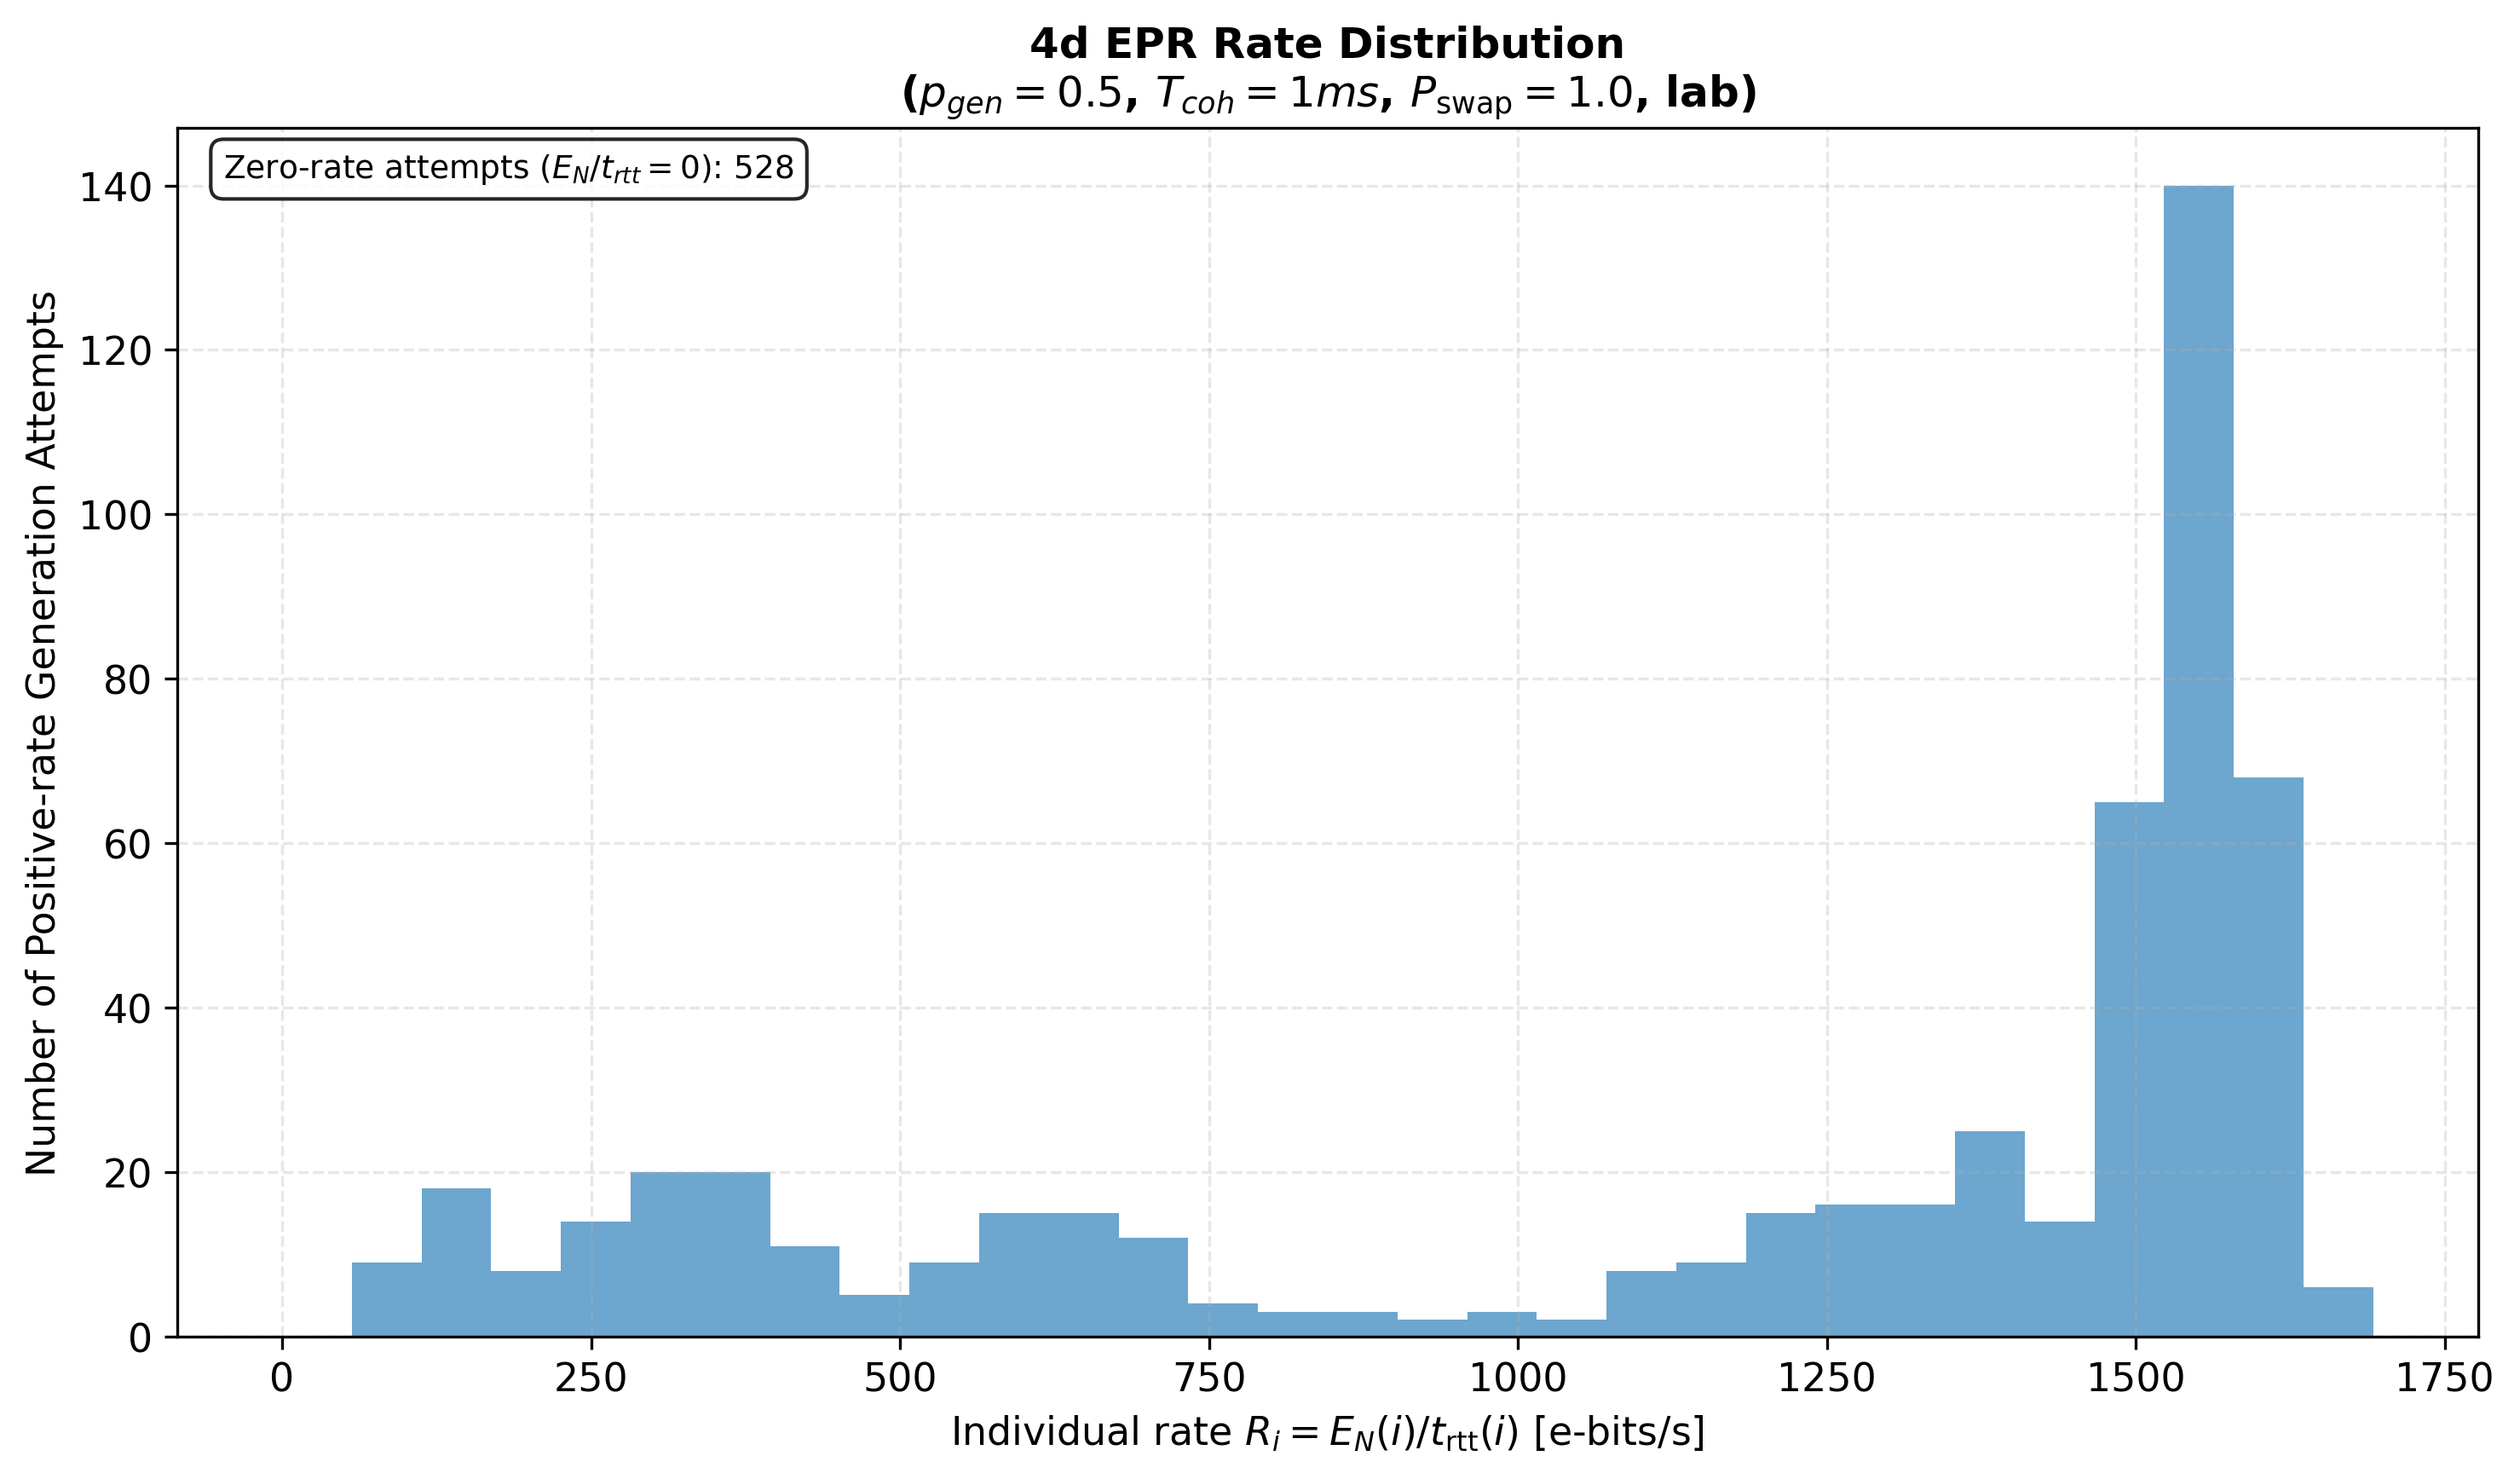 4d EPR Rate Distribution
(p_gen = 0.5, T_coh = 1ms, P_swap = 1.0, lab)
Zero-rate attempts (E_N/t_rtt = 0): 528
Number of Positive-rate Generation Attempts
140
120
100
80
60
40
20
0
0 250 500 750 1000 1250 1500 1750
Individual rate R_i = E_N(i)/t_rtt(i) [e-bits/s]